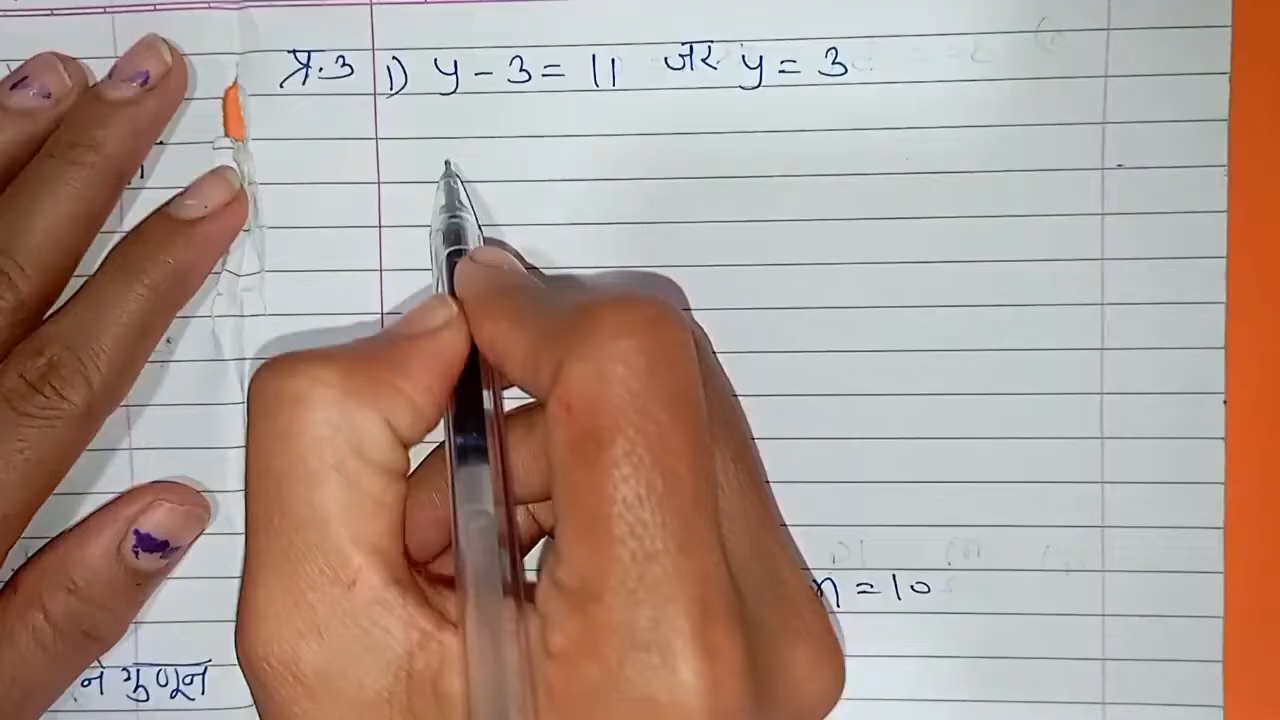 प्र.3 1) y - 3 = 11 जर y = 3
n = 10
ने गुणून